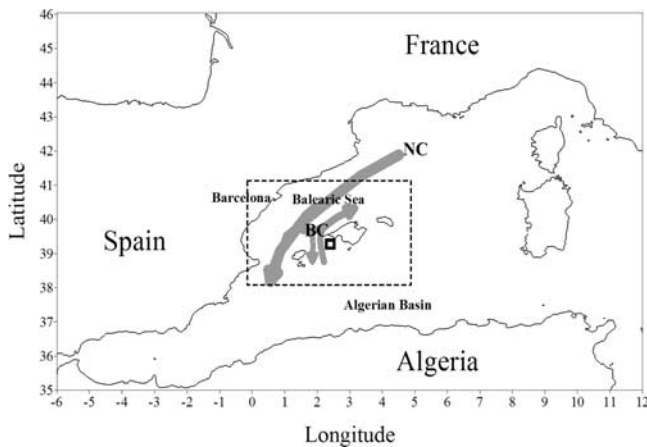 46
45
44
43
42
41
40
39
38
37
36
35
Latitude
France
NC
Barcelona
Balearic Sea
BC
Spain
Algerian Basin
Algeria
-6 -5 -4 -3 -2 -1 0 1 2 3 4 5 6 7 8 9 10 11 12
Longitude